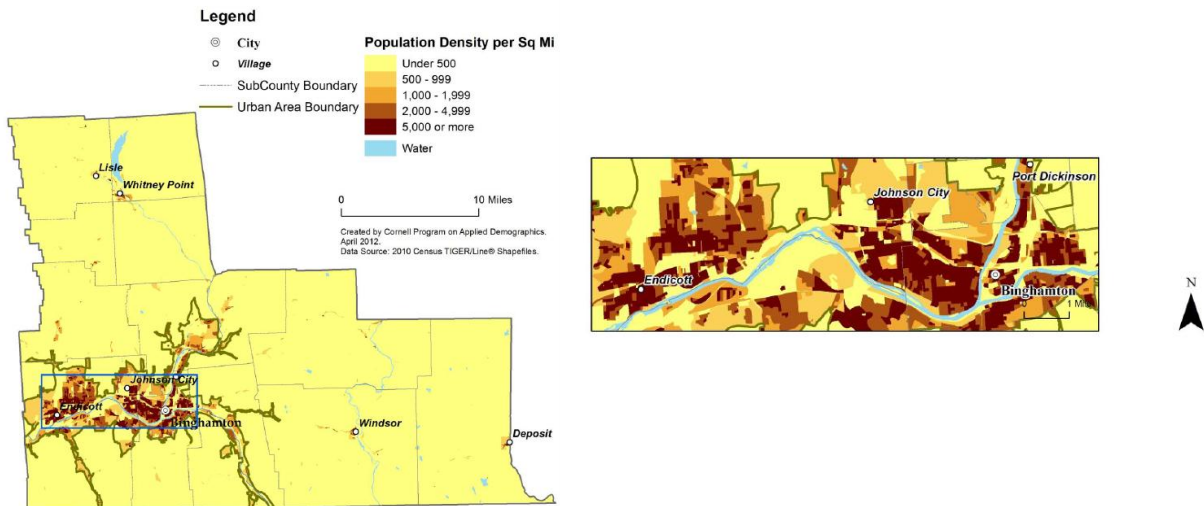 Legend
City
Village
SubCounty Boundary
Urban Area Boundary
Population Density per Sq Mi
Under 500
500 - 999
1,000 - 1,999
2,000 - 4,999
5,000 or more
Water
0 10 Miles
Created by Cornell Program on Applied Demographics.
April 2012.
Data Source: 2010 Census TIGER/Line® Shapefiles.
Lisle
Whitney Point
Johnson City
Endicott
Binghamton
Windsor
Deposit
Port Dickinson
Johnson City
Endicott
Binghamton
1 Mile
N